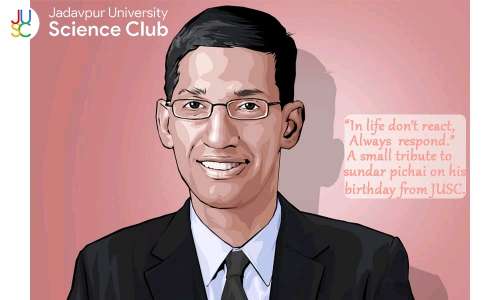 JU
SC
Jadavpur University
Science Club
“In life don't react,
Always respond.”
A small tribute to
sundar pichai on his
birthday from JUSC.